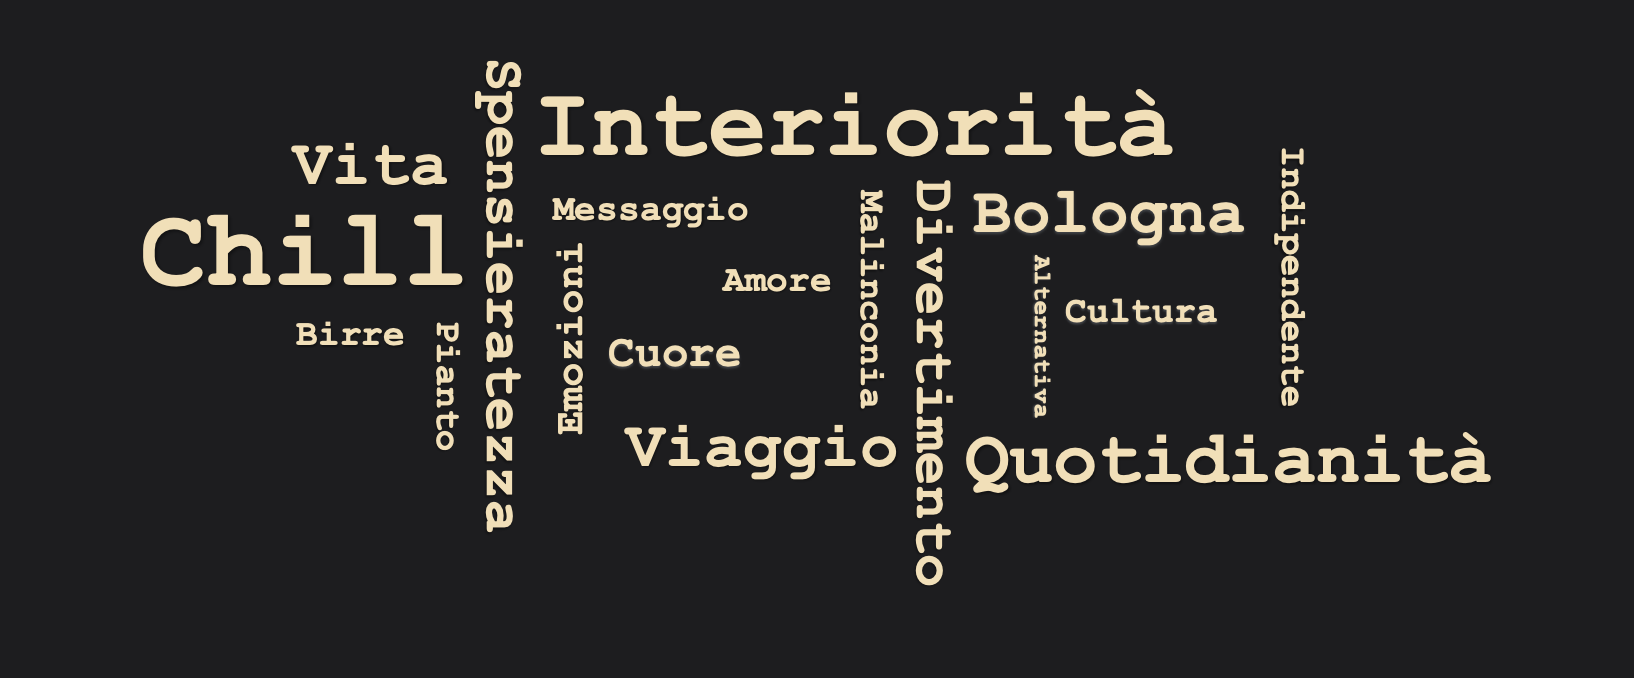 Spensieratezza
Interiorità
Vita
Chill
Birre
Pianto
Messaggio
Emozioni
Amore
Cuore
Viaggio
Malinconia
Divertimento
Bologna
Alternativa
Cultura
Indipendente
Quotidianità